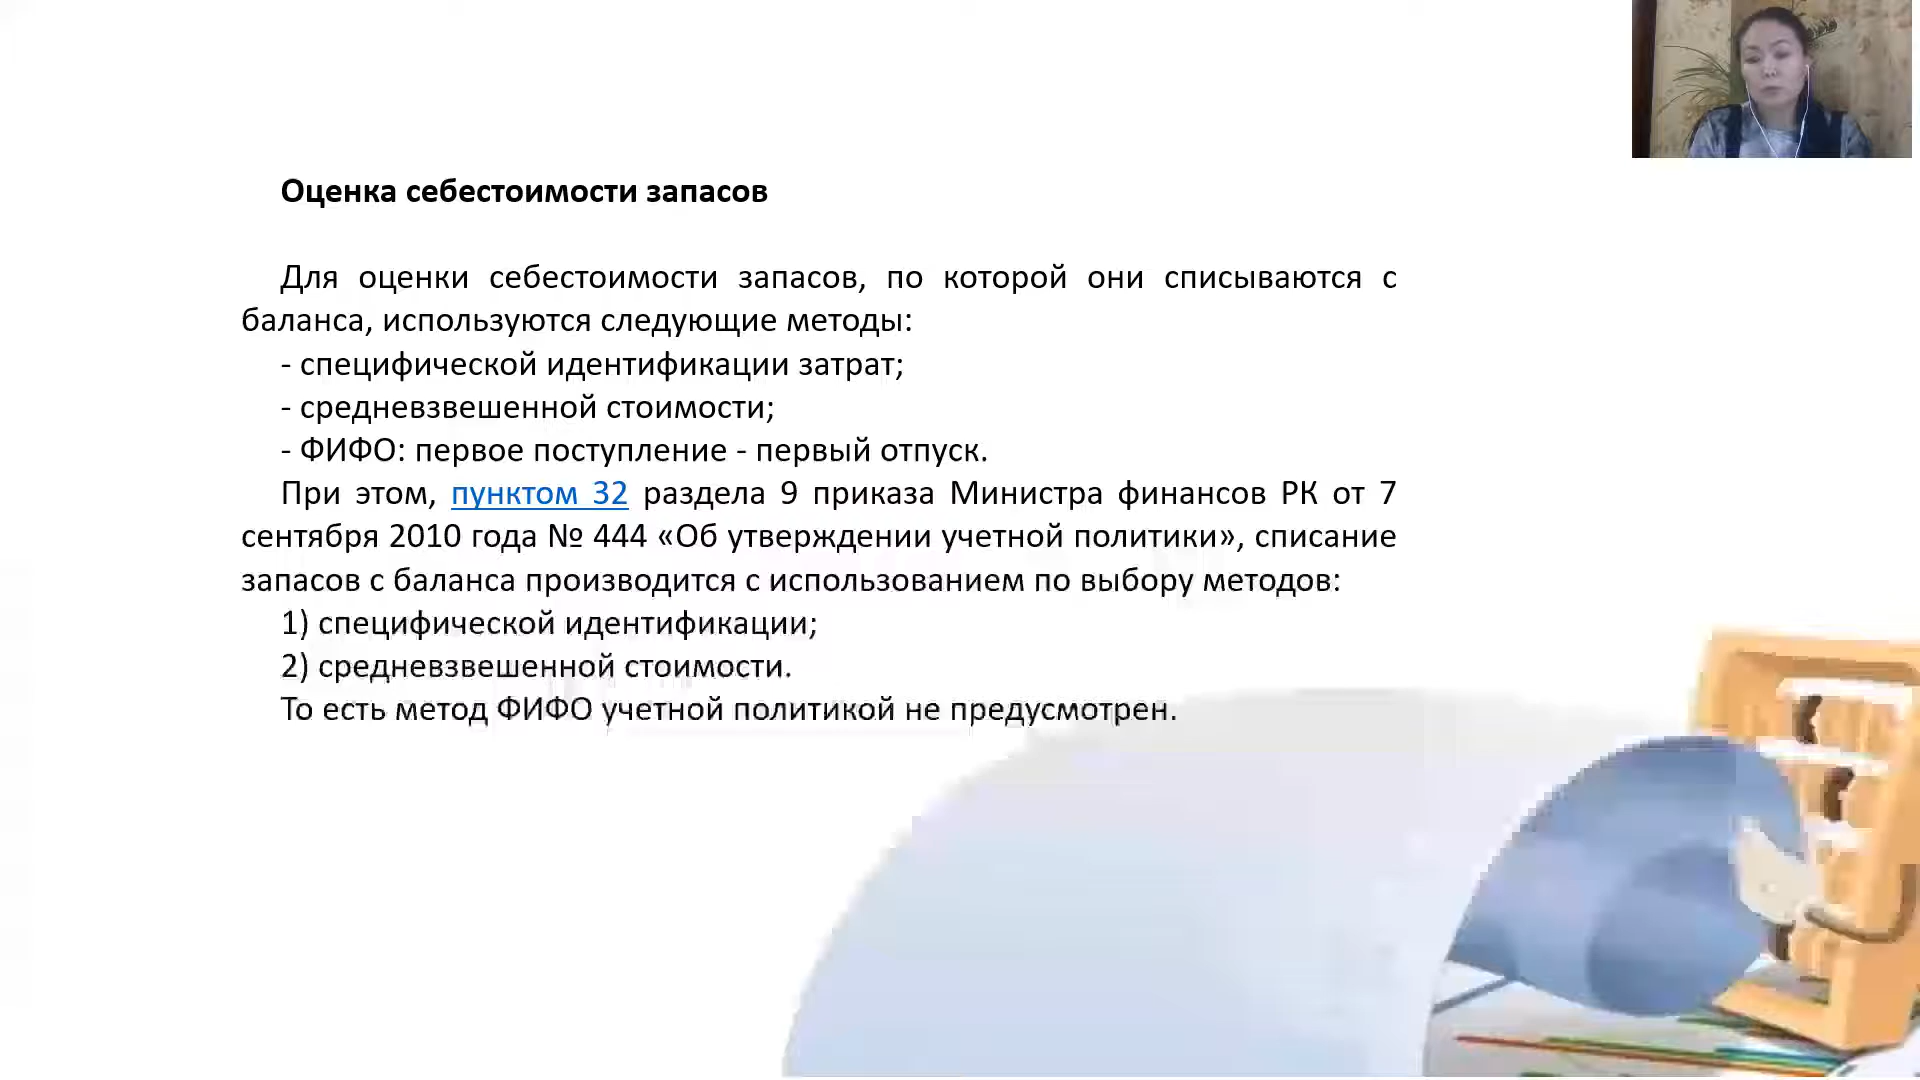 Оценка себестоимости запасов
Для оценки себестоимости запасов, по которой они списываются с
баланса, используются следующие методы:
- специфической идентификации затрат;
- средневзвешенной стоимости;
- ФИФО: первое поступление - первый отпуск.
При этом, пунктом 32 раздела 9 приказа Министра финансов РК от 7
сентября 2010 года № 444 «Об утверждении учетной политики», списание
запасов с баланса производится с использованием по выбору методов:
1) специфической идентификации;
2) средневзвешенной стоимости.
То есть метод ФИФО учетной политикой не предусмотрен.